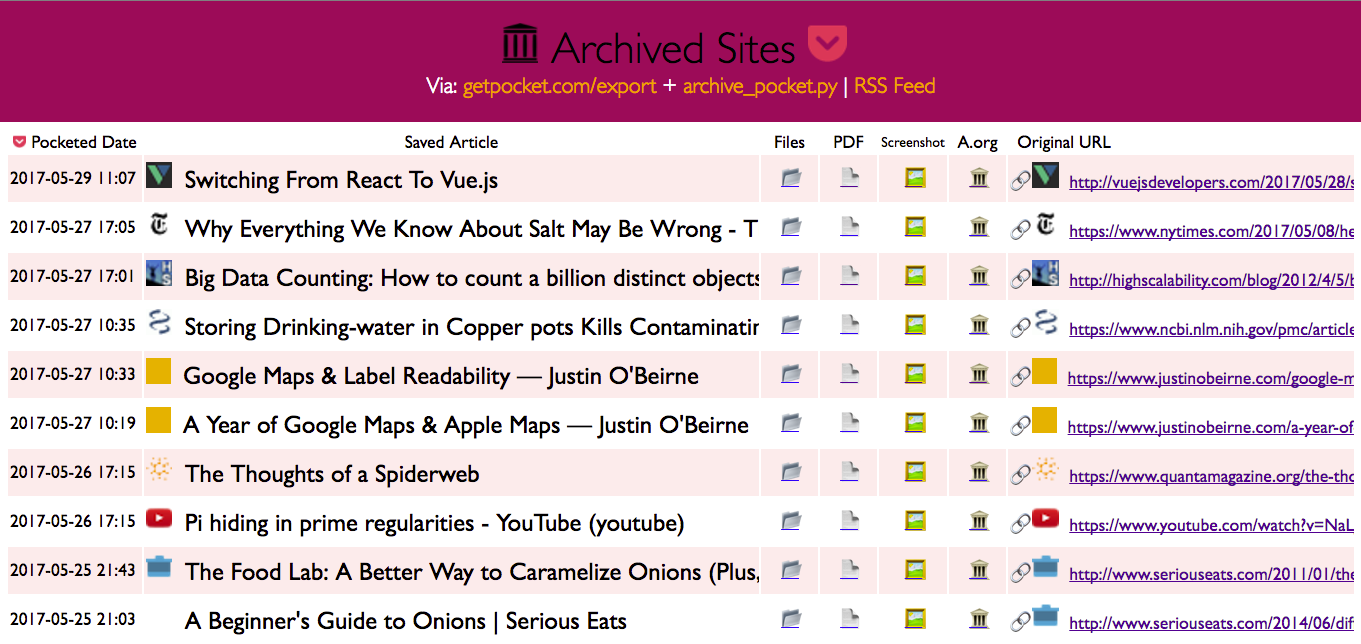 Archived Sites
Via: getpocket.com/export + archive_pocket.py | RSS Feed
Pocketed Date Saved Article Files PDF Screenshot A.org Original URL
2017-05-29 11:07 Switching From React To Vue.js http://vuejsdevelopers.com/2017/05/28/s
2017-05-27 17:05 Why Everything We Know About Salt May Be Wrong - T https://www.nytimes.com/2017/05/08/he
2017-05-27 17:01 Big Data Counting: How to count a billion distinct objects http://highscalability.com/blog/2012/4/5/b
2017-05-27 10:35 Storing Drinking-water in Copper pots Kills Contaminatin https://www.ncbi.nlm.nih.gov/pmc/article
2017-05-27 10:33 Google Maps & Label Readability — Justin O'Beirne https://www.justinobeirne.com/google-m
2017-05-27 10:19 A Year of Google Maps & Apple Maps — Justin O'Beirne https://www.justinobeirne.com/a-year-of
2017-05-26 17:15 The Thoughts of a Spiderweb https://www.quantamagazine.org/the-tho
2017-05-26 17:15 Pi hiding in prime regularities - YouTube (youtube) https://www.youtube.com/watch?v=NaL
2017-05-25 21:43 The Food Lab: A Better Way to Caramelize Onions (Plus, http://www.seriouseats.com/2011/01/the
2017-05-25 21:03 A Beginner's Guide to Onions | Serious Eats http://www.seriouseats.com/2014/06/dif